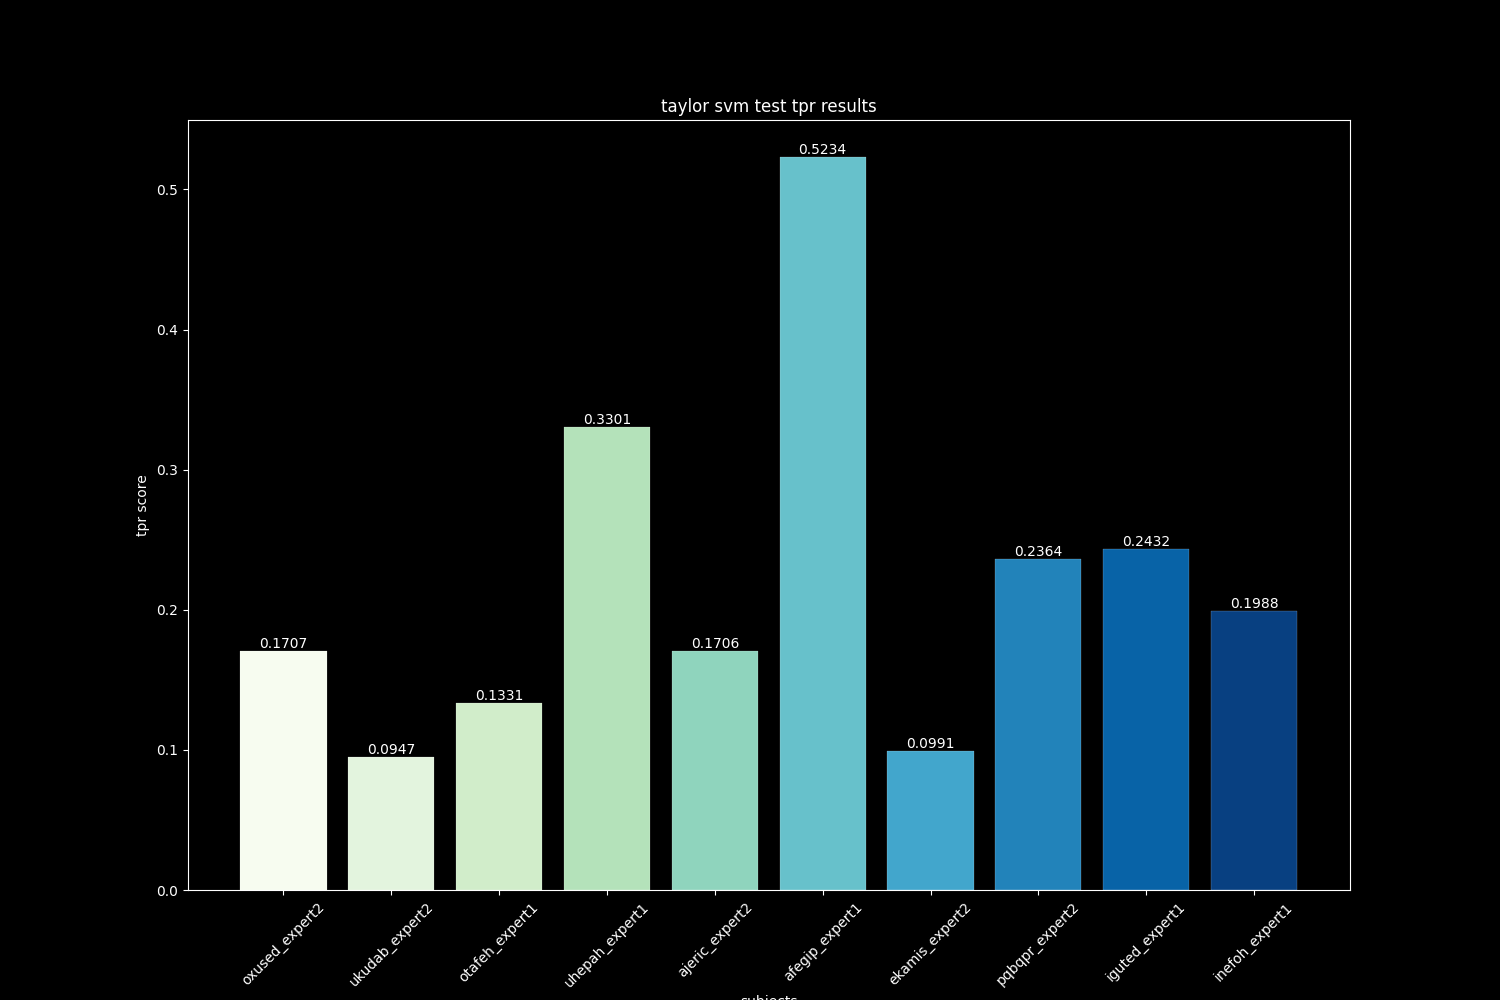 taylor svm test tpr results
0.5234
0.5
0.4
0.3301
0.3
tpr score
0.2432
0.2364
0.2
0.1988
0.1707
0.1706
0.1331
0.1
0.0991
0.0947
0.0
oxused_expert2
ukudab_expert2
otafeh_expert1
uhepah_expert1
ajeric_expert2
afegip_expert1
ekamis_expert2
pqbqpr_expert2
iguted_expert1
inefoh_expert1
subjects